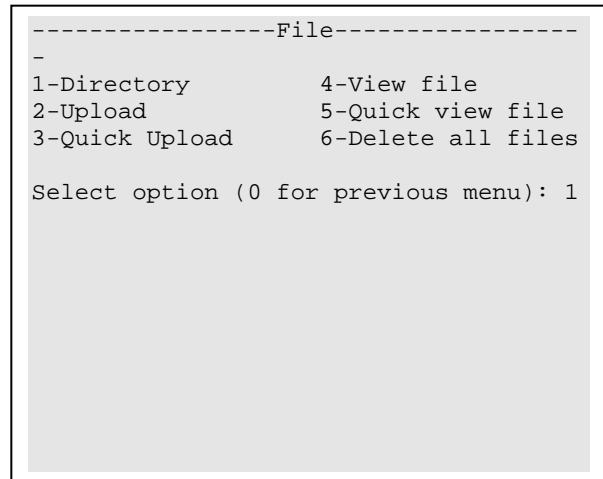 -----------------File-----------------
-
1-Directory 4-View file
2-Upload 5-Quick view file
3-Quick Upload 6-Delete all files
Select option (0 for previous menu): 1